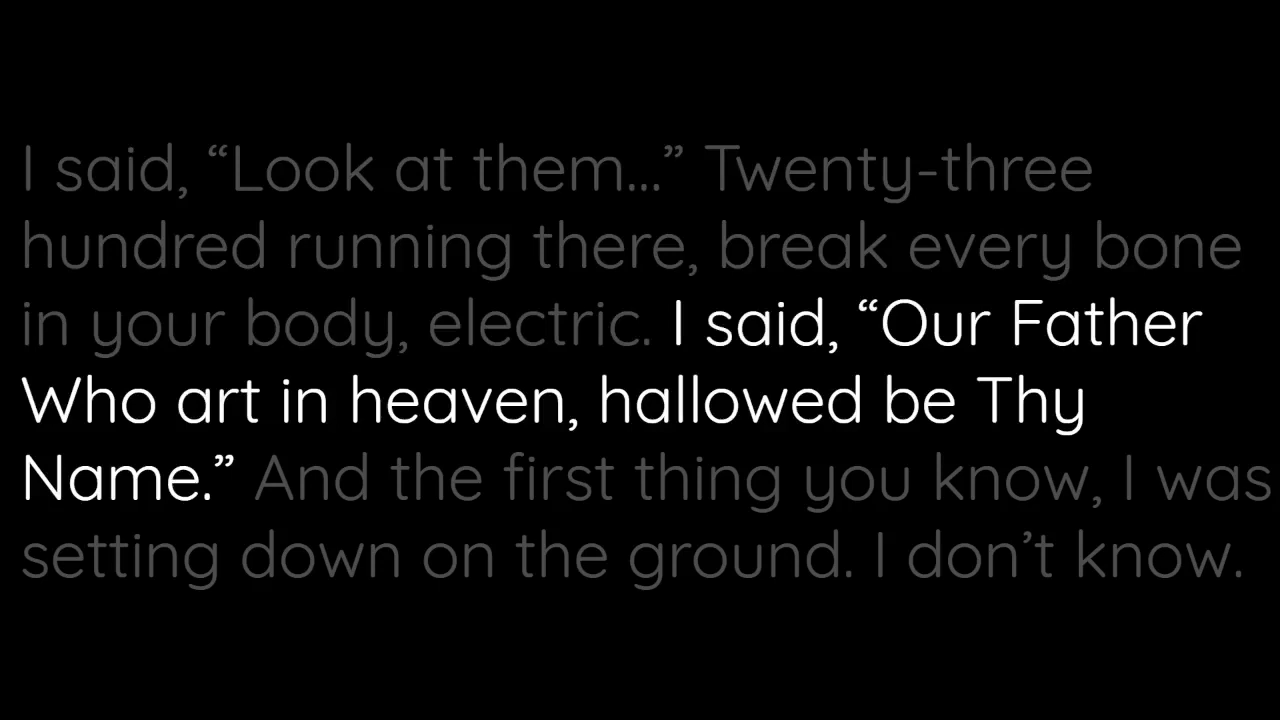 I said, “Look at them...” Twenty-three
hundred running there, break every bone
in your body, electric. I said, “Our Father
Who art in heaven, hallowed be Thy
Name.” And the first thing you know, I was
setting down on the ground. I don’t know.